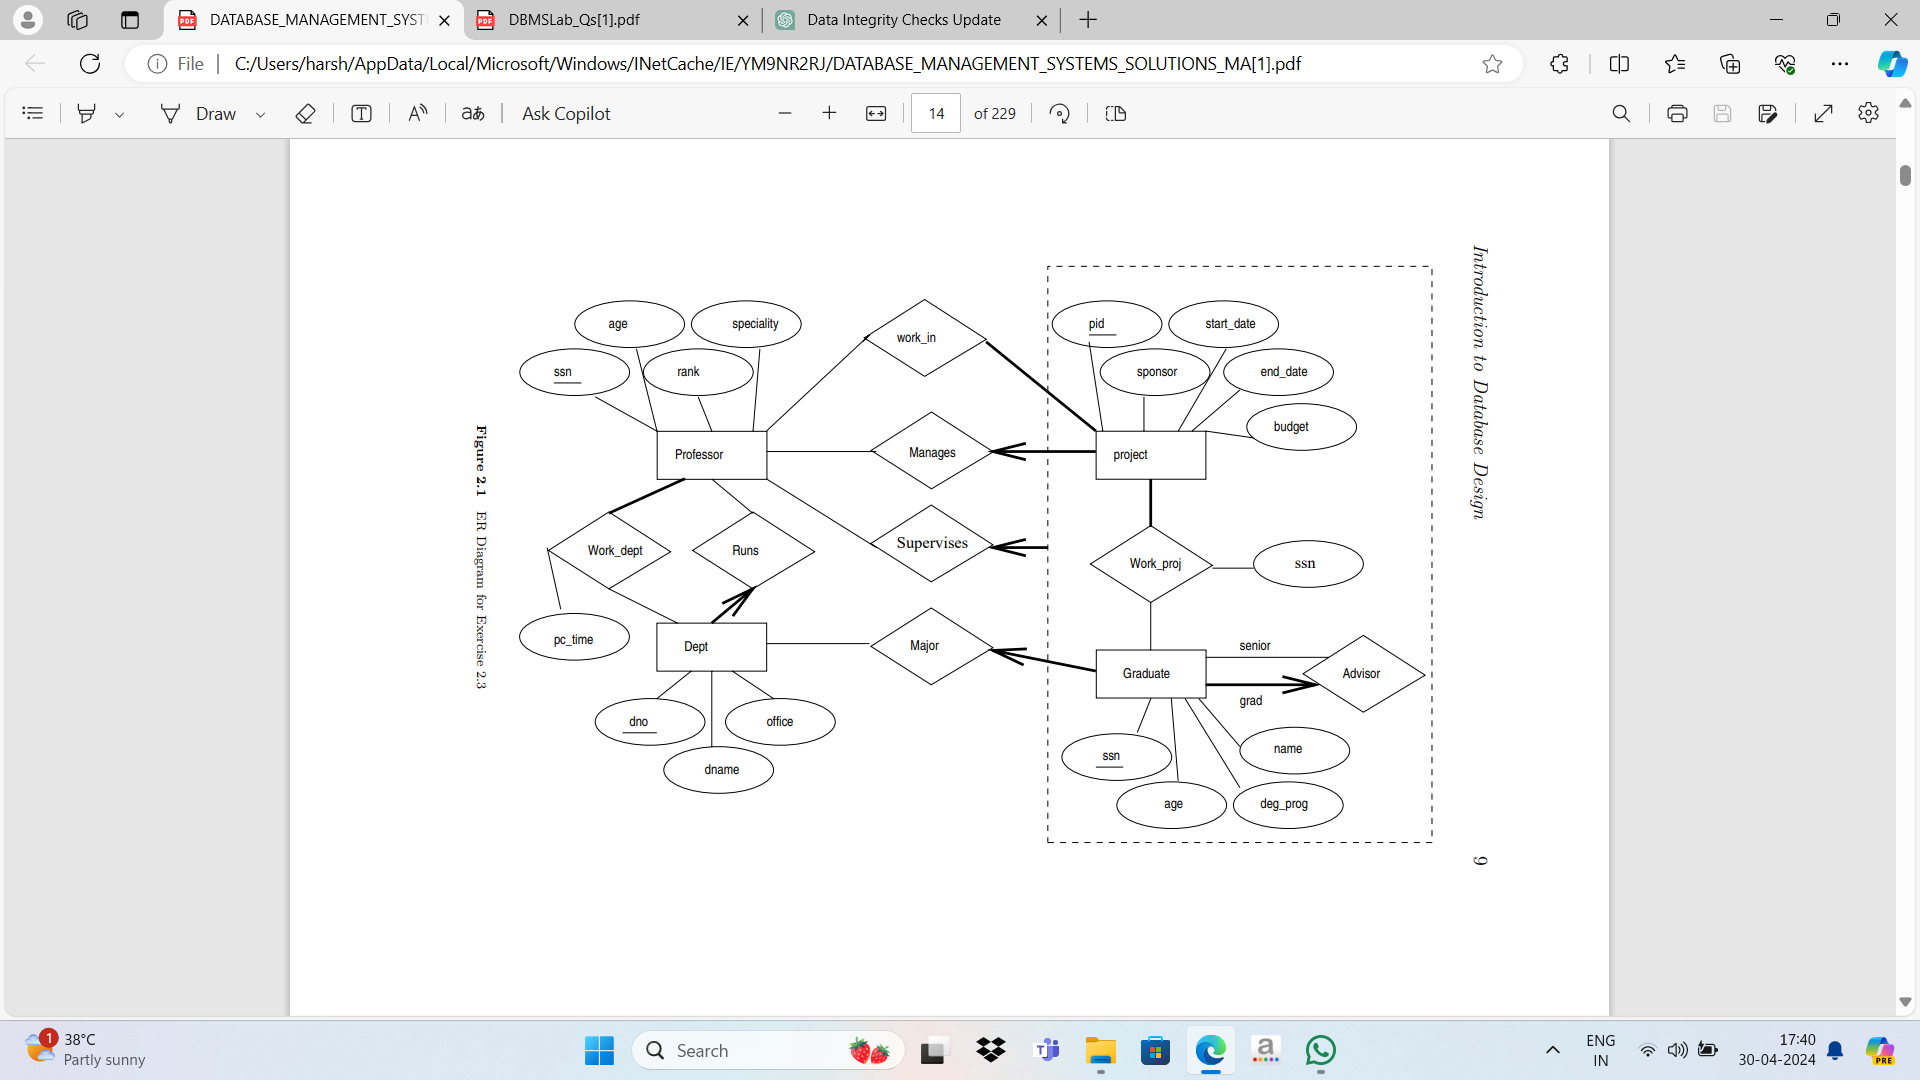 DATABASE_MANAGEMENT_SYST
DBMSLab_Qs[1].pdf
Data Integrity Checks Update
File
C:/Users/harsh/AppData/Local/Microsoft/Windows/INetCache/IE/YM9NR2RJ/DATABASE_MANAGEMENT_SYSTEMS_SOLUTIONS_MA[1].pdf
Draw
Ask Copilot
14
of 229
Introduction to Database Design
9
age
speciality
ssn
rank
work_in
pid
start_date
sponsor
end_date
budget
Professor
Manages
project
Work_dept
Runs
Supervises
Work_proj
ssn
pc_time
Dept
Major
Graduate
senior
grad
Advisor
dno
office
dname
ssn
name
age
deg_prog
Figure 2.1 ER Diagram for Exercise 2.3
1
38°C
Partly sunny
Search
ENG
IN
17:40
30-04-2024
PRE